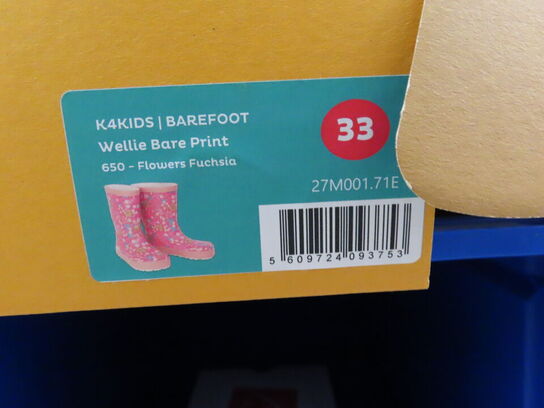 K4KIDS | BAREFOOT
Wellie Bare Print
650 - Flowers Fuchsia
33
27M001.71E
5 609724 093753